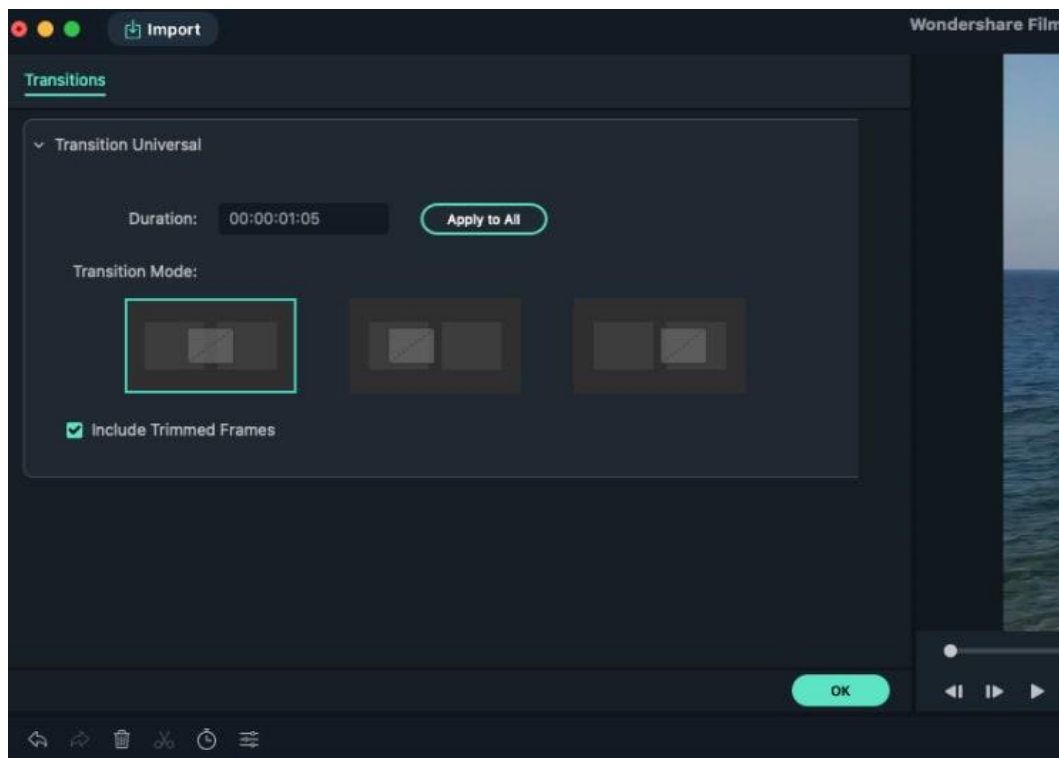 Import
Wondershare Film
Transitions
Transition Universal
Duration: 00:00:01:05 Apply to All
Transition Mode:
Include Trimmed Frames
OK